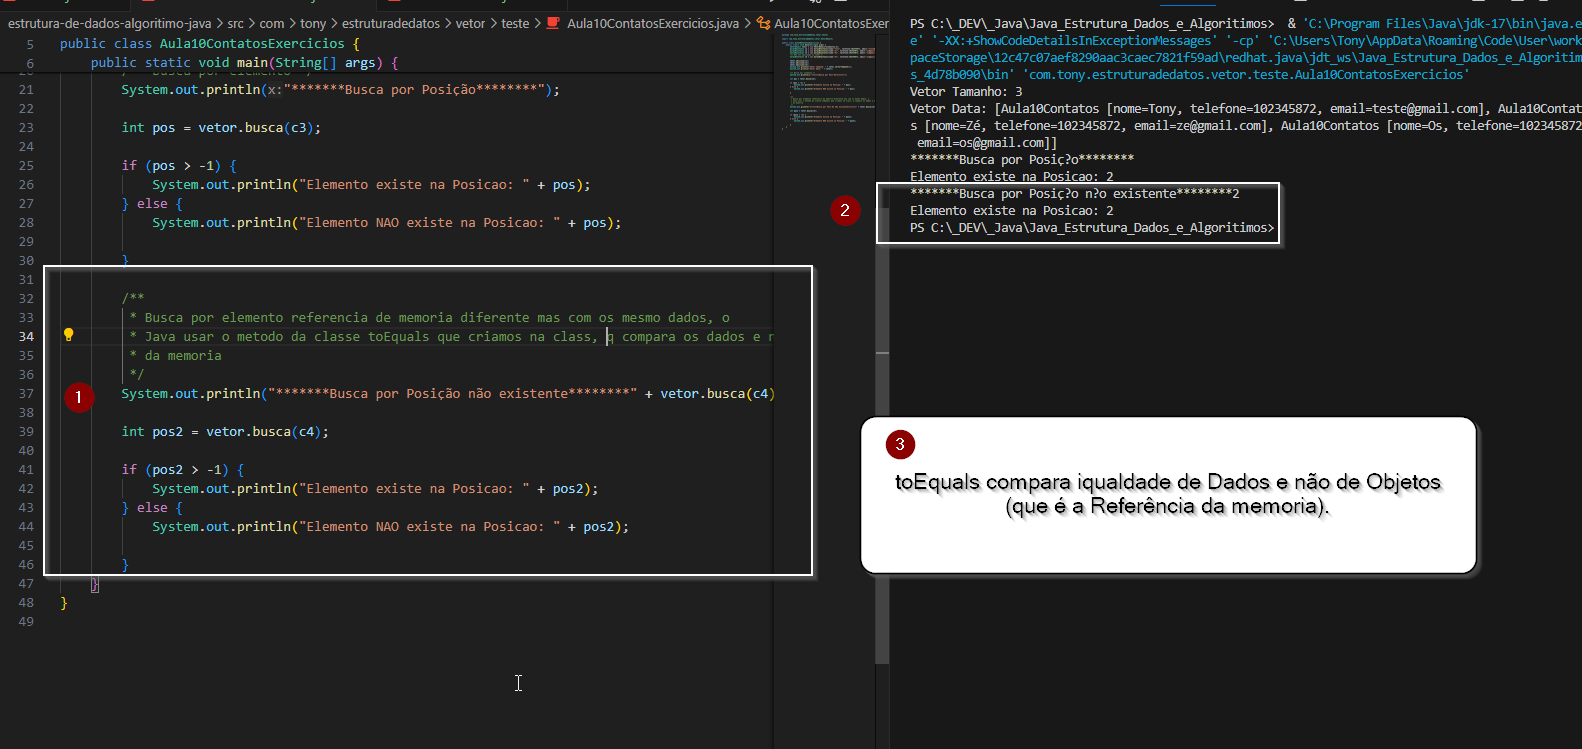 estrutura-de-dados-algoritimo-java > src > com > tony > estruturadedatos > vetor > teste > Aula10ContatosExercicios.java > Aula10ContatosExer
5 public class Aula10ContatosExercicios {
6 public static void main(String[] args) {
21 System.out.println(x:"*******Busca por Posição********");
22
23 int pos = vetor.busca(c3);
24
25 if (pos > -1) {
26 System.out.println("Elemento existe na Posicao: " + pos);
27 } else {
28 System.out.println("Elemento NAO existe na Posicao: " + pos);
29
30 }
31
32 /**
33 * Busca por elemento referencia de memoria diferente mas com os mesmo dados, o
34 * Java usar o metodo da classe toEquals que criamos na class, q compara os dados e n
35 * da memoria
36 */
37 System.out.println("*******Busca por Posição não existente********" + vetor.busca(c4)
38
39 int pos2 = vetor.busca(c4);
40
41 if (pos2 > -1) {
42 System.out.println("Elemento existe na Posicao: " + pos2);
43 } else {
44 System.out.println("Elemento NAO existe na Posicao: " + pos2);
45
46 }
47 }
48 }
49
1
PS C:\_DEV\_Java\Java_Estrutura_Dados_e_Algoritimos>  & 'C:\Program Files\Java\jdk-17\bin\java.e
e' '-XX:+ShowCodeDetailsInExceptionMessages' '-cp' 'C:\Users\Tony\AppData\Roaming\Code\User\work
paceStorage\12c47c07aef8290aac3caec7821f59ad\redhat.java\jdt_ws\Java_Estrutura_Dados_e_Algoritim
s_4d78b090\bin' 'com.tony.estruturadedatos.vetor.teste.Aula10ContatosExercicios'
Vetor Tamanho: 3
Vetor Data: [Aula10Contatos [nome=Tony, telefone=102345872, email=teste@gmail.com], Aula10Contat
s [nome=Zé, telefone=102345872, email=ze@gmail.com], Aula10Contatos [nome=Os, telefone=102345872
email=os@gmail.com]]
*******Busca por Posiç?o********
Elemento existe na Posicao: 2
*******Busca por Posiç?o n?o existente********2
Elemento existe na Posicao: 2
PS C:\_DEV\_Java\Java_Estrutura_Dados_e_Algoritimos>
2
3
toEquals compara iqualdade de Dados e não de Objetos
(que é a Referência da memoria).